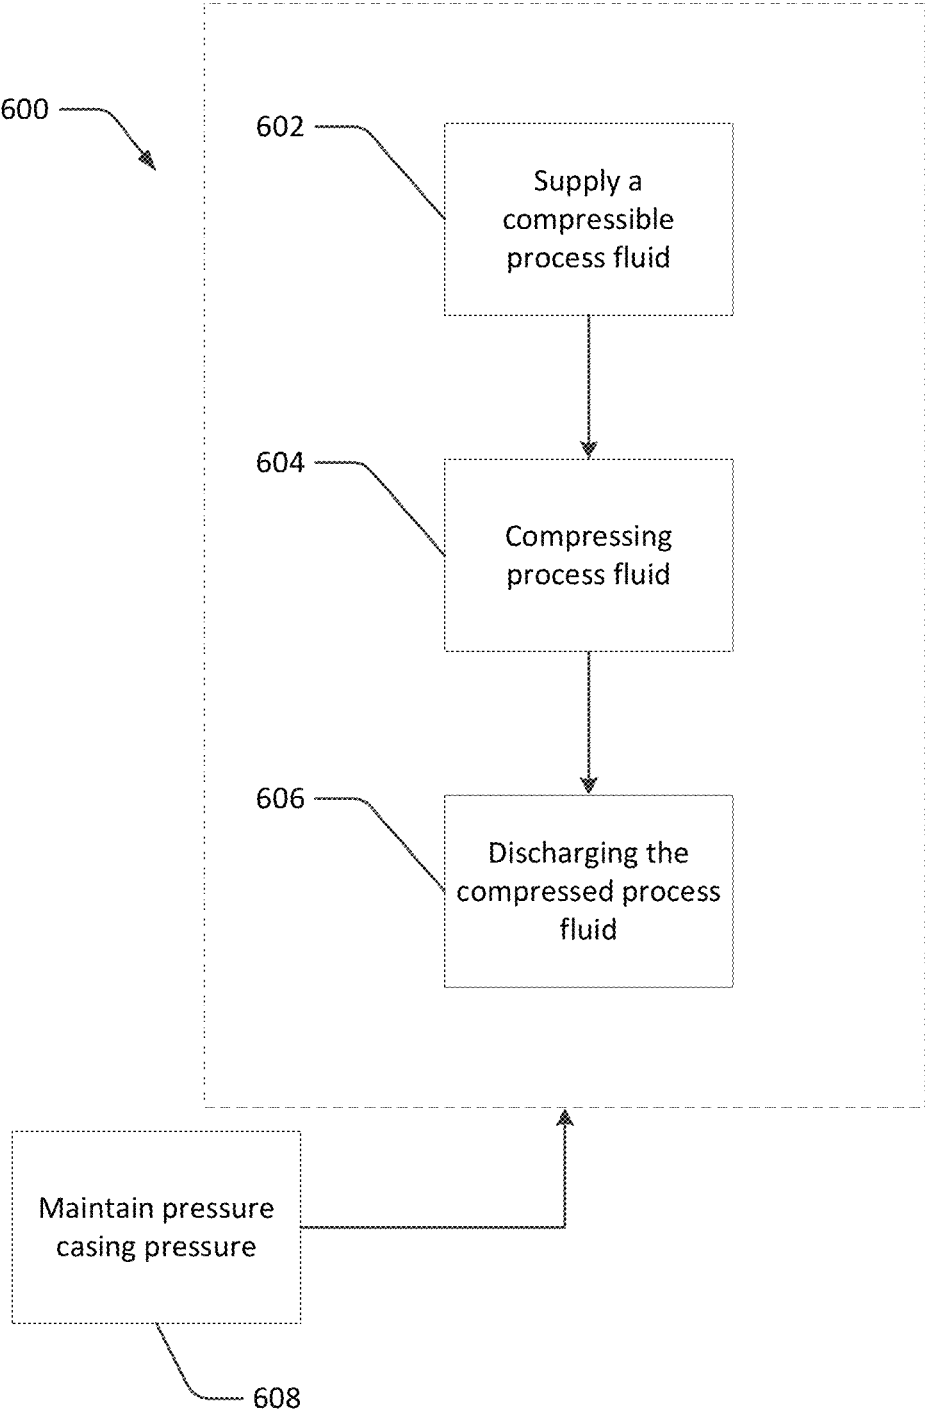 600
602
Supply a
compressible
process fluid
604
Compressing
process fluid
606
Discharging the
compressed process
fluid
Maintain pressure
casing pressure
608